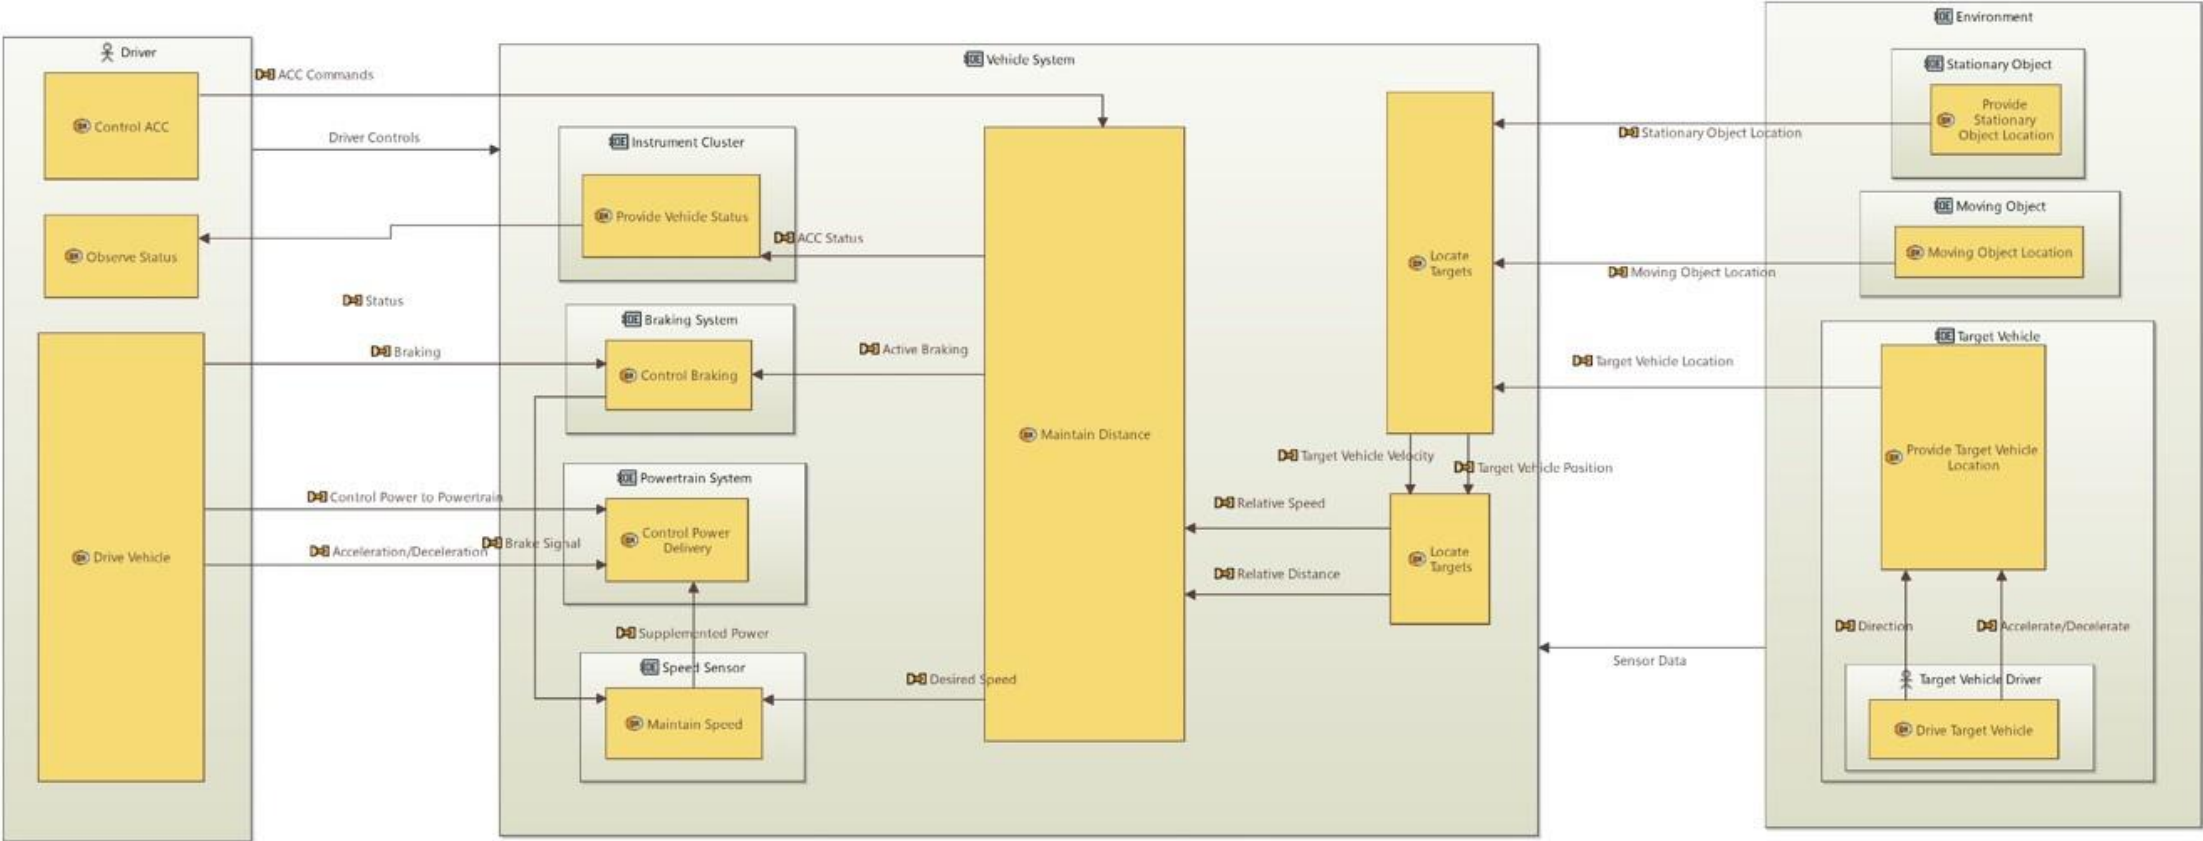 Driver
ACC Commands
Control ACC
Driver Controls
Observe Status
Status
Braking
Control Power to Powertrain
Acceleration/Deceleration
Drive Vehicle
Vehicle System
Instrument Cluster
Provide Vehicle Status
ACC Status
Braking System
Control Braking
Active Braking
Powertrain System
Control Power
Delivery
Brake Signal
Supplemented Power
Speed Sensor
Maintain Speed
Desired Speed
Maintain Distance
Locate
Targets
Target Vehicle Velocity
Target Vehicle Position
Relative Speed
Relative Distance
Locate
Targets
Environment
Stationary Object
Provide
Stationary
Object Location
Stationary Object Location
Moving Object
Moving Object Location
Moving Object Location
Target Vehicle
Target Vehicle Location
Provide Target Vehicle
Location
Direction
Accelerate/Decelerate
Sensor Data
Target Vehicle Driver
Drive Target Vehicle